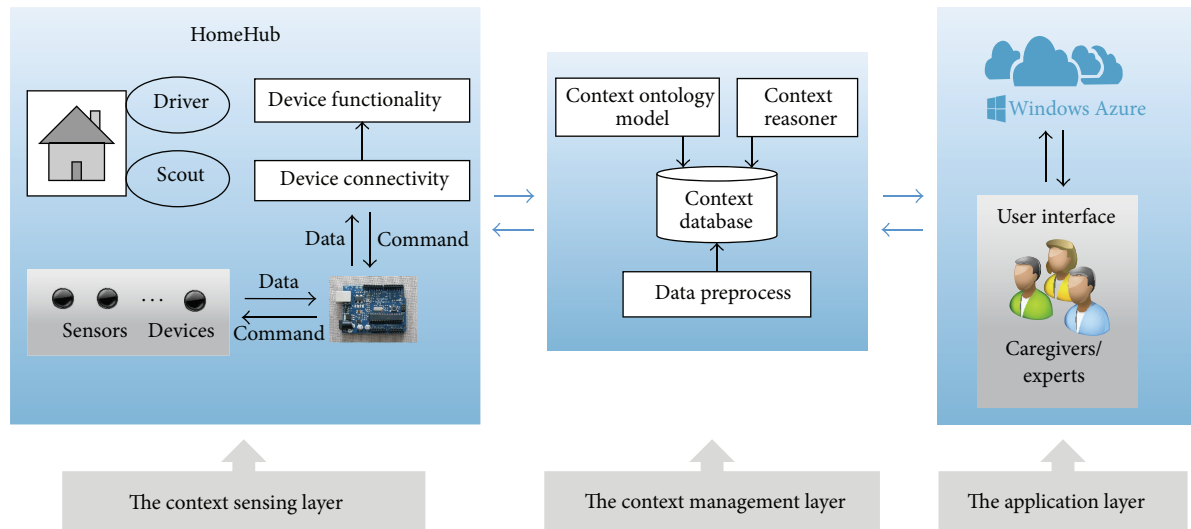 HomeHub
Driver
Scout
Device functionality
Device connectivity
Data
Command
Sensors
...
Devices
Data
Command
Context ontology
model
Context
reasoner
Context
database
Data preprocess
Windows Azure
User interface
Caregivers/
experts
The context sensing layer
The context management layer
The application layer